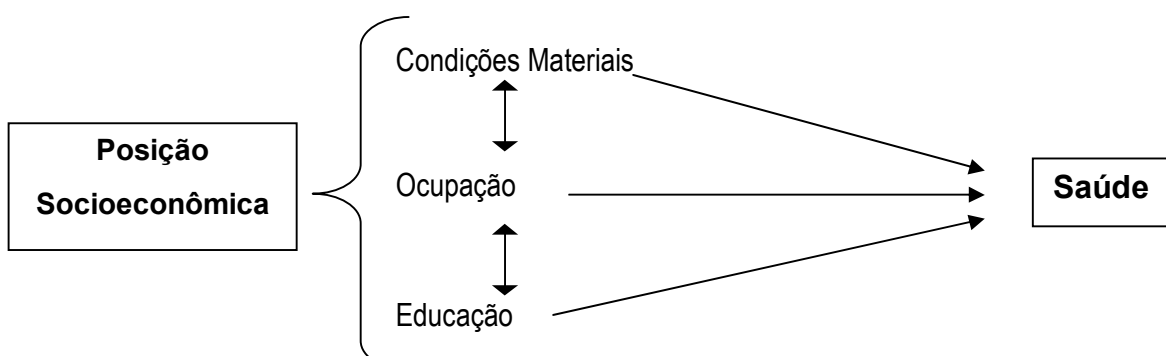 Condições Materiais
Posição
Socioeconômica
Ocupação
Saúde
Educação